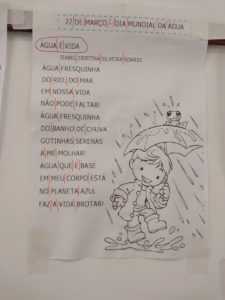 22 DE MARÇO – DIA MUNDIAL DA ÁGUA
ÁGUA É VIDA
ISABEL CRISTINA SILVEIRA SOARES
ÁGUA FRESQUINHA
DO RIO, DO MAR
EM NOSSA VIDA
NÃO PODE FALTAR!
ÁGUA FRESQUINHA
DO BANHO DE CHUVA
GOTINHAS SERENAS
A ME MOLHAR!
ÁGUA QUE É BASE
EM MEU CORPO ESTÁ
NO PLANETA AZUL
FAZ A VIDA BROTAR!